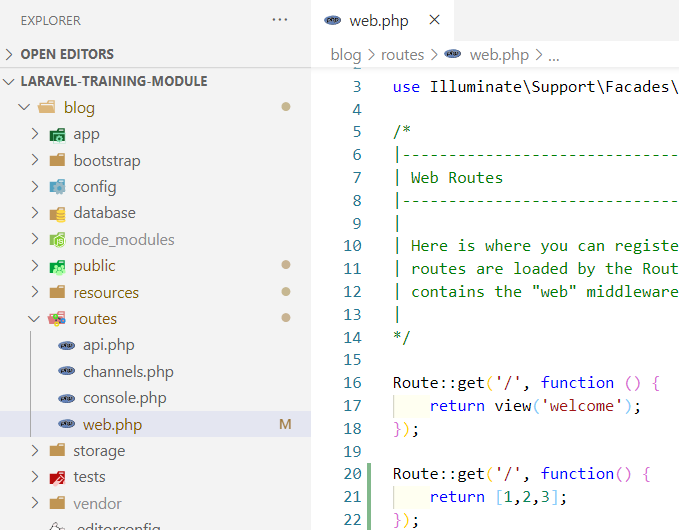 EXPLORER ...
OPEN EDITORS
LARAVEL-TRAINING-MODULE
blog
app
bootstrap
config
database
node_modules
public
resources
routes
api.php
channels.php
console.php
web.php M
storage
tests
vendor
.editorconfig
web.php ×
blog > routes > web.php > ...
2
3 use Illuminate\Support\Facades\
4
5 /*
6 |------------------------------
7 | Web Routes
8 |------------------------------
9 |
10 | Here is where you can registe
11 | routes are loaded by the Rout
12 | contains the "web" middleware
13 |
14 */
15
16 Route::get('/', function () {
17 return view('welcome');
18 });
19
20 Route::get('/', function() {
21 return [1,2,3];
22 });